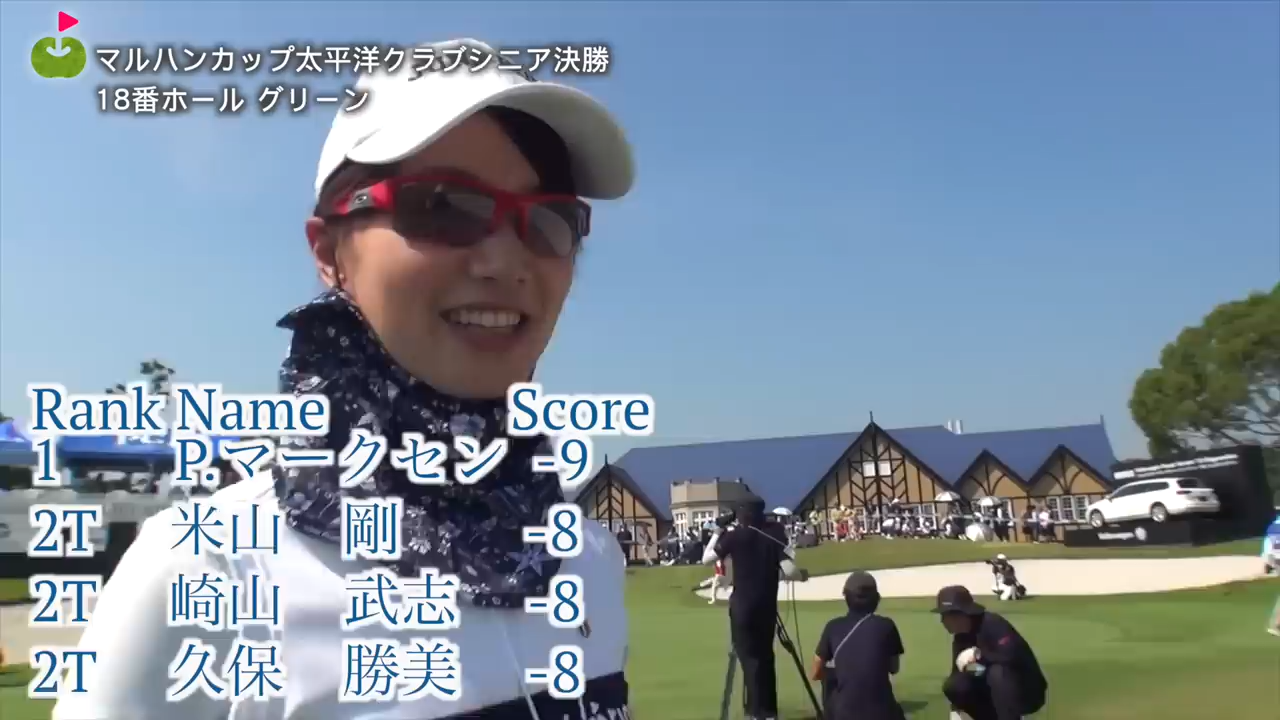 マルハンカップ太平洋クラブシニア決勝
18番ホール グリーン
Rank Name Score
1 P.マークセン -9
2T 米山 剛 -8
2T 崎山 武志 -8
2T 久保 勝美 -8
Volkswagen